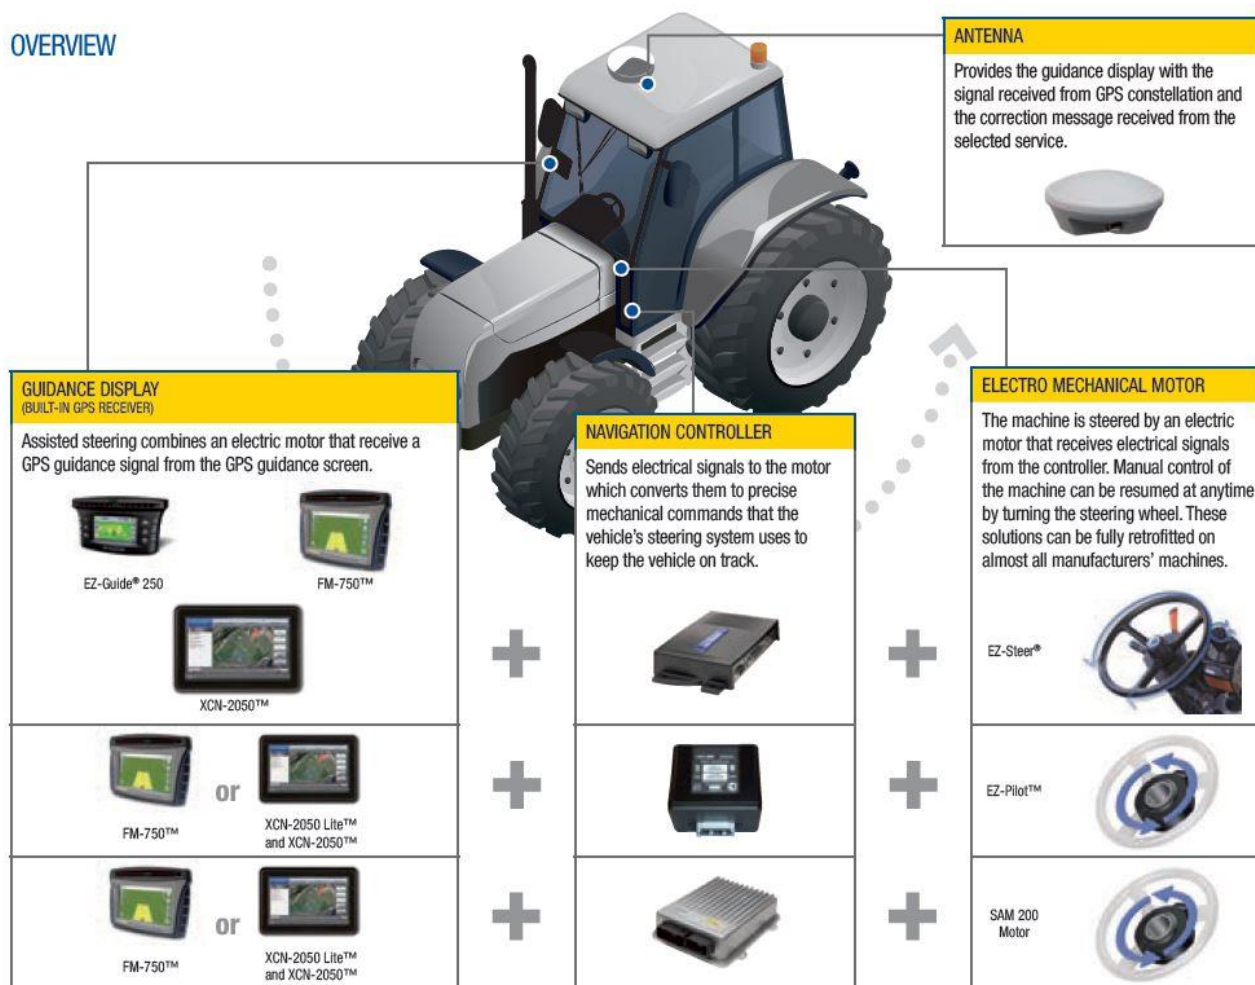 OVERVIEW
ANTENNA
Provides the guidance display with the
signal received from GPS constellation and
the correction message received from the
selected service.
GUIDANCE DISPLAY
(BUILT-IN GPS RECEIVER)
Assisted steering combines an electric motor that receive a
GPS guidance signal from the GPS guidance screen.
EZ-Guide® 250
FM-750™
XCN-2050™
NAVIGATION CONTROLLER
Sends electrical signals to the motor
which converts them to precise
mechanical commands that the
vehicle's steering system uses to
keep the vehicle on track.
ELECTRO MECHANICAL MOTOR
The machine is steered by an electric
motor that receives electrical signals
from the controller. Manual control of
the machine can be resumed at anytime
by turning the steering wheel. These
solutions can be fully retrofitted on
almost all manufacturers' machines.
EZ-Steer®
FM-750™
or
XCN-2050 Lite™
and XCN-2050™
EZ-Pilot™
FM-750™
or
XCN-2050 Lite™
and XCN-2050™
SAM 200
Motor